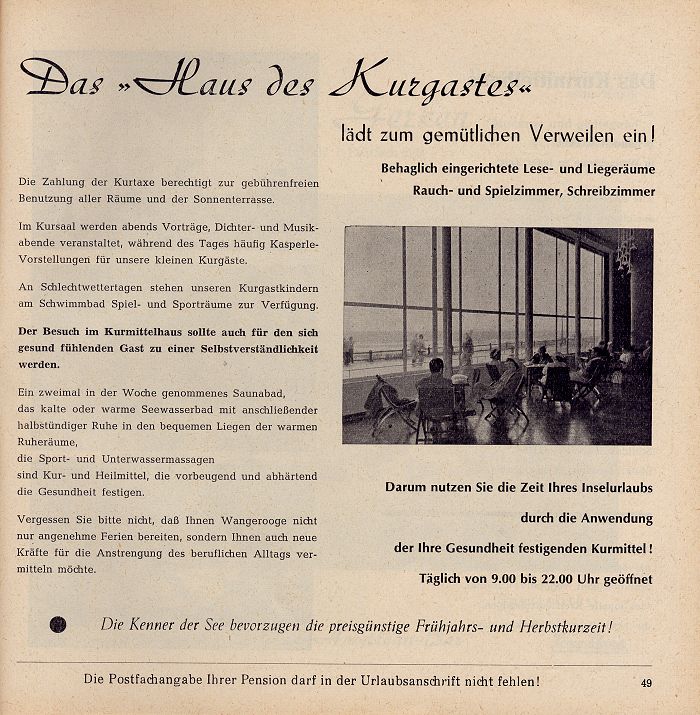 Das »Haus des Kurgastes«
lädt zum gemütlichen Verweilen ein!
Behaglich eingerichtete Lese- und Liegeräume
Rauch- und Spielzimmer, Schreibzimmer
Die Zahlung der Kurtaxe berechtigt zur gebührenfreien
Benutzung aller Räume und der Sonnenterrasse.
Im Kursaal werden abends Vorträge, Dichter- und Musik-
abende veranstaltet, während des Tages häufig Kasperle-
Vorstellungen für unsere kleinen Kurgäste.
An Schlechtwettertagen stehen unseren Kurgastkindern
am Schwimmbad Spiel- und Sporträume zur Verfügung.
Der Besuch im Kurmittelhaus sollte auch für den sich
gesund fühlenden Gast zu einer Selbstverständlichkeit
werden.
Ein zweimal in der Woche genommenes Saunabad,
das kalte oder warme Seewasserbad mit anschließender
halbstündiger Ruhe in den bequemen Liegen der warmen
Ruheräume,
die Sport- und Unterwassermassagen
sind Kur- und Heilmittel, die vorbeugend und abhärtend
die Gesundheit festigen.
Vergessen Sie bitte nicht, daß Ihnen Wangerooge nicht
nur angenehme Ferien bereiten, sondern Ihnen auch neue
Kräfte für die Anstrengung des beruflichen Alltags ver-
mitteln möchte.
Darum nutzen Sie die Zeit Ihres Inselurlaubs
durch die Anwendung
der Ihre Gesundheit festigenden Kurmittel!
Täglich von 9.00 bis 22.00 Uhr geöffnet
Die Kenner der See bevorzugen die preisgünstige Frühjahrs- und Herbstkurzeit!
Die Postfachangabe Ihrer Pension darf in der Urlaubsanschrift nicht fehlen!
49